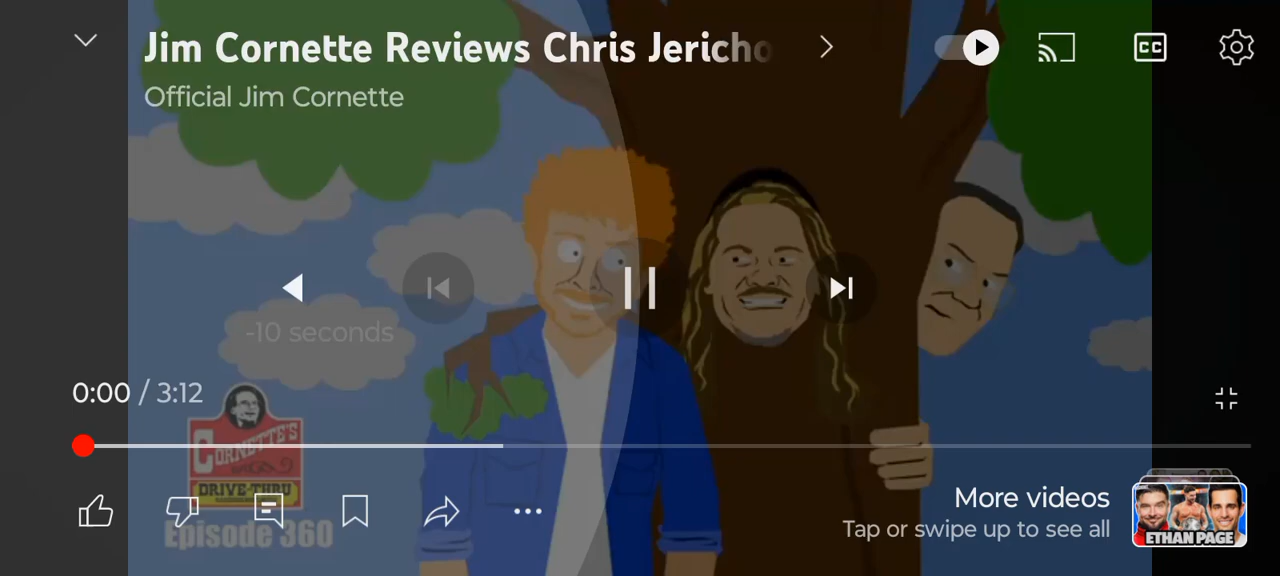 Jim Cornette Reviews Chris Jericho
Official Jim Cornette
-10 seconds
0:00 / 3:12
CORNETTE'S
DRIVE-THRU
Episode 360
More videos
Tap or swipe up to see all
ETHAN PAGE
CC